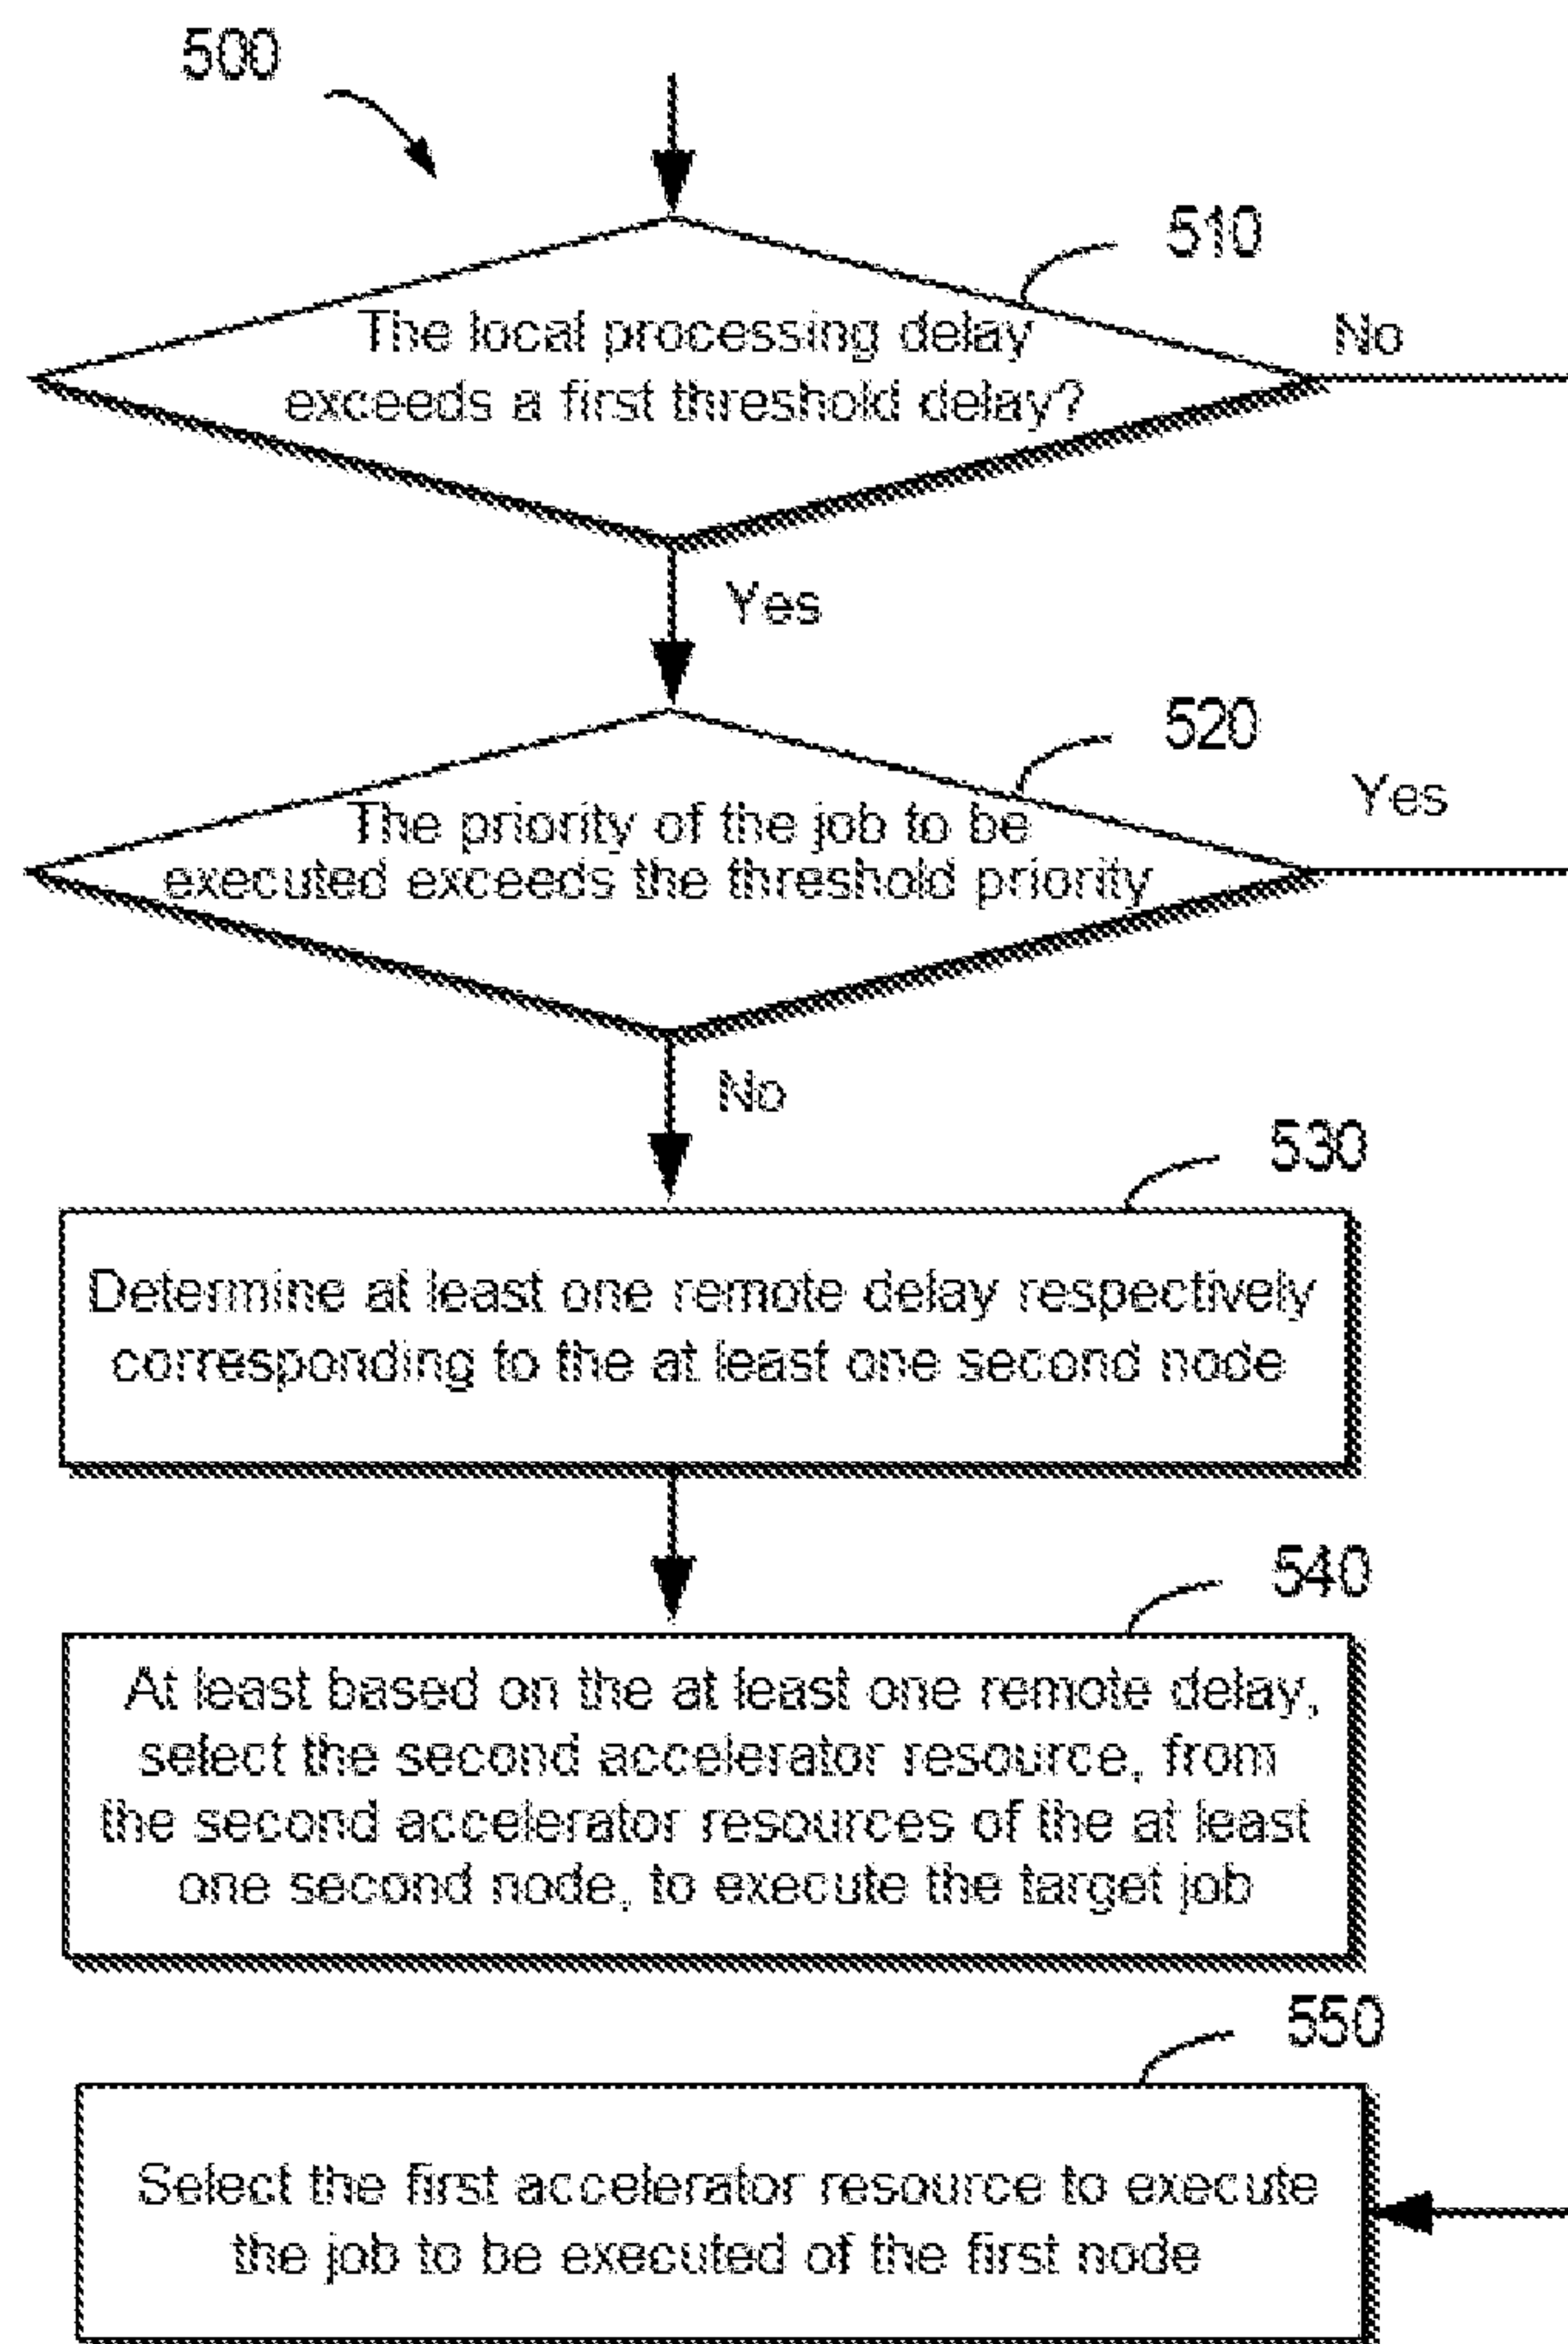 500
510
The local processing delay
exceeds a first threshold delay?
No
Yes
520
The priority of the job to be
executed exceeds the threshold priority
Yes
No
530
Determine at least one remote delay respectively
corresponding to the at least one second node
540
At least based on the at least one remote delay,
select the second accelerator resource, from
the second accelerator resources of the at least
one second node, to execute the target job
550
Select the first accelerator resource to execute
the job to be executed of the first node